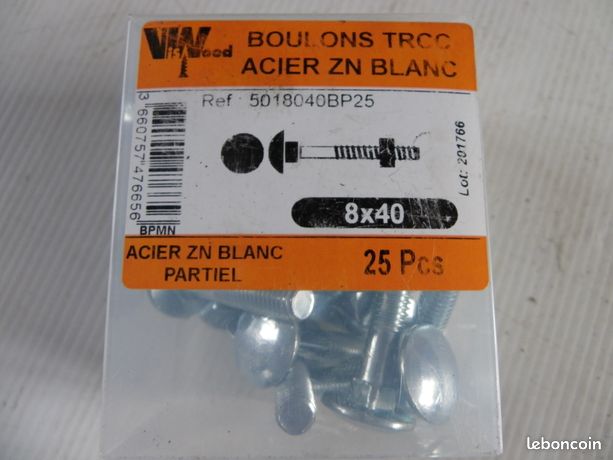 VisWood
BOULONS TRCC
ACIER ZN BLANC
Ref : 5018040BP25
3 660757 476656
BPMN
Lot: 201766
8x40
ACIER ZN BLANC
PARTIEL
25 Pcs
leboncoin